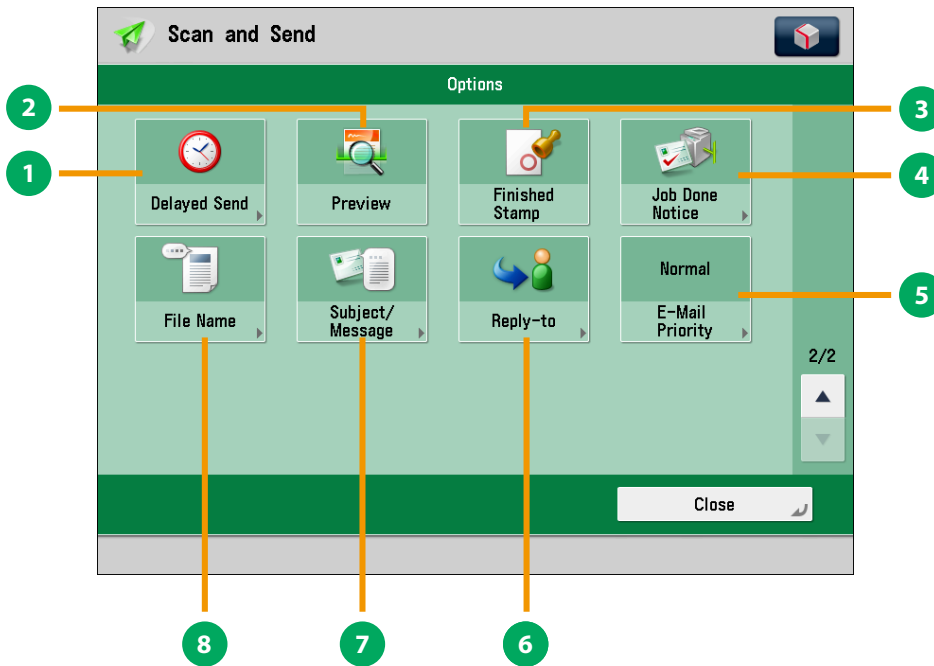 Scan and Send
Options
2
3
1
4
Delayed Send
Preview
Finished
Stamp
Job Done
Notice
Normal
5
File Name
Subject/
Message
Reply-to
E-Mail
Priority
2/2
Close
8
7
6